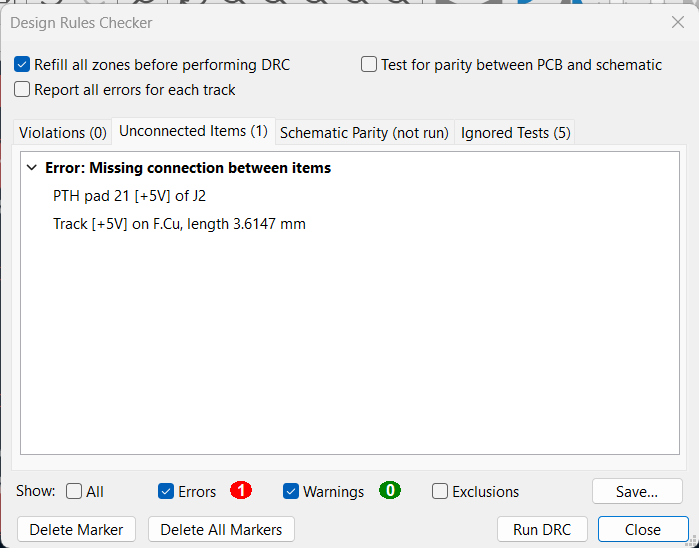 Design Rules Checker
Refill all zones before performing DRC
Test for parity between PCB and schematic
Report all errors for each track
Violations (0)
Unconnected Items (1)
Schematic Parity (not run)
Ignored Tests (5)
Error: Missing connection between items
PTH pad 21 [+5V] of J2
Track [+5V] on F.Cu, length 3.6147 mm
Show:
All
Errors
1
Warnings
0
Exclusions
Save...
Delete Marker
Delete All Markers
Run DRC
Close